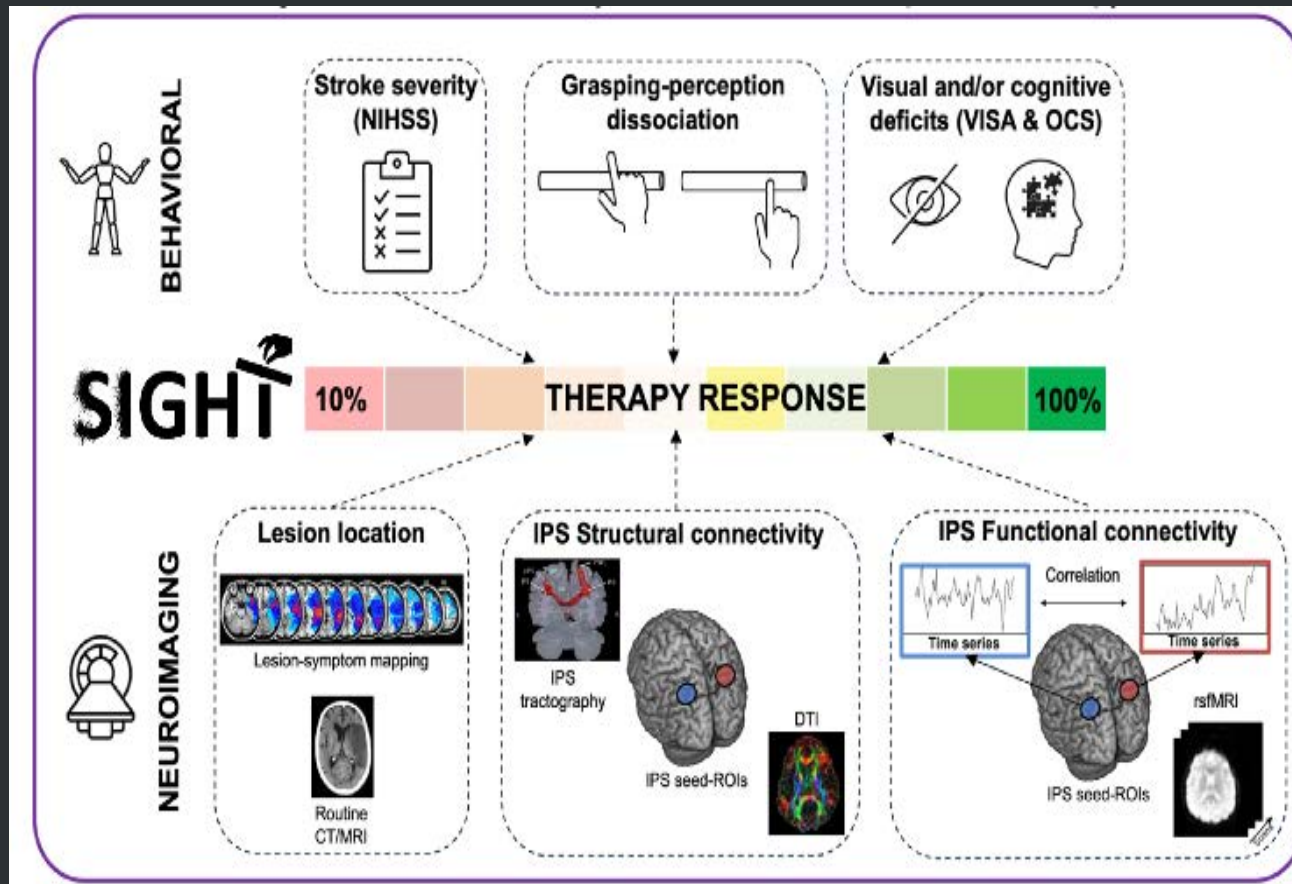 BEHAVIORAL
Stroke severity
(NIHSS)
Grasping-perception
dissociation
Visual and/or cognitive
deficits (VISA & OCS)
SIGHT
10%
THERAPY RESPONSE
100%
NEUROIMAGING
Lesion location
Lesion-symptom mapping
Routine
CT/MRI
IPS Structural connectivity
IPS
tractography
IPS seed-ROIs
DTI
IPS Functional connectivity
Correlation
Time series
Time series
rsfMRI
IPS seed-ROIs